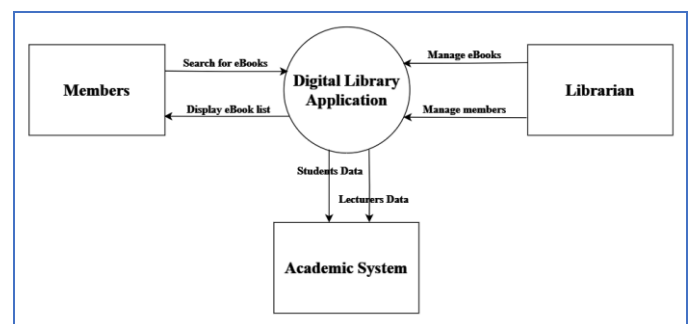 Search for eBooks
Manage eBooks
Members
Digital Library
Application
Librarian
Display eBook list
Manage members
Students Data
Lecturers Data
Academic System